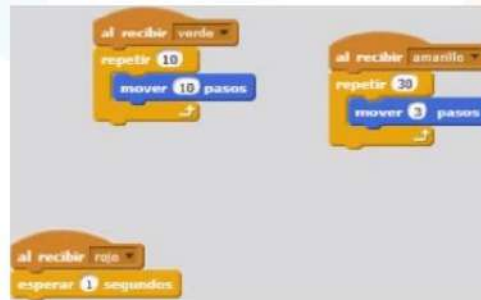 al recibir verde
repetir 10
mover 10 pasos
al recibir amarillo
repetir 30
mover 3 pasos
al recibir rojo
esperar 1 segundos